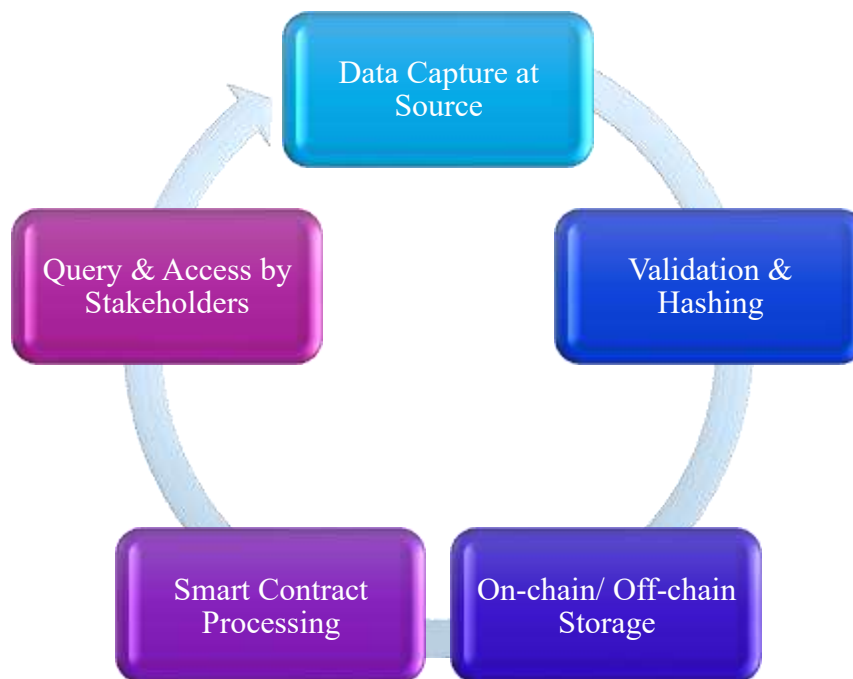 Data Capture at
Source
Validation &
Hashing
On-chain/ Off-chain
Storage
Smart Contract
Processing
Query & Access by
Stakeholders